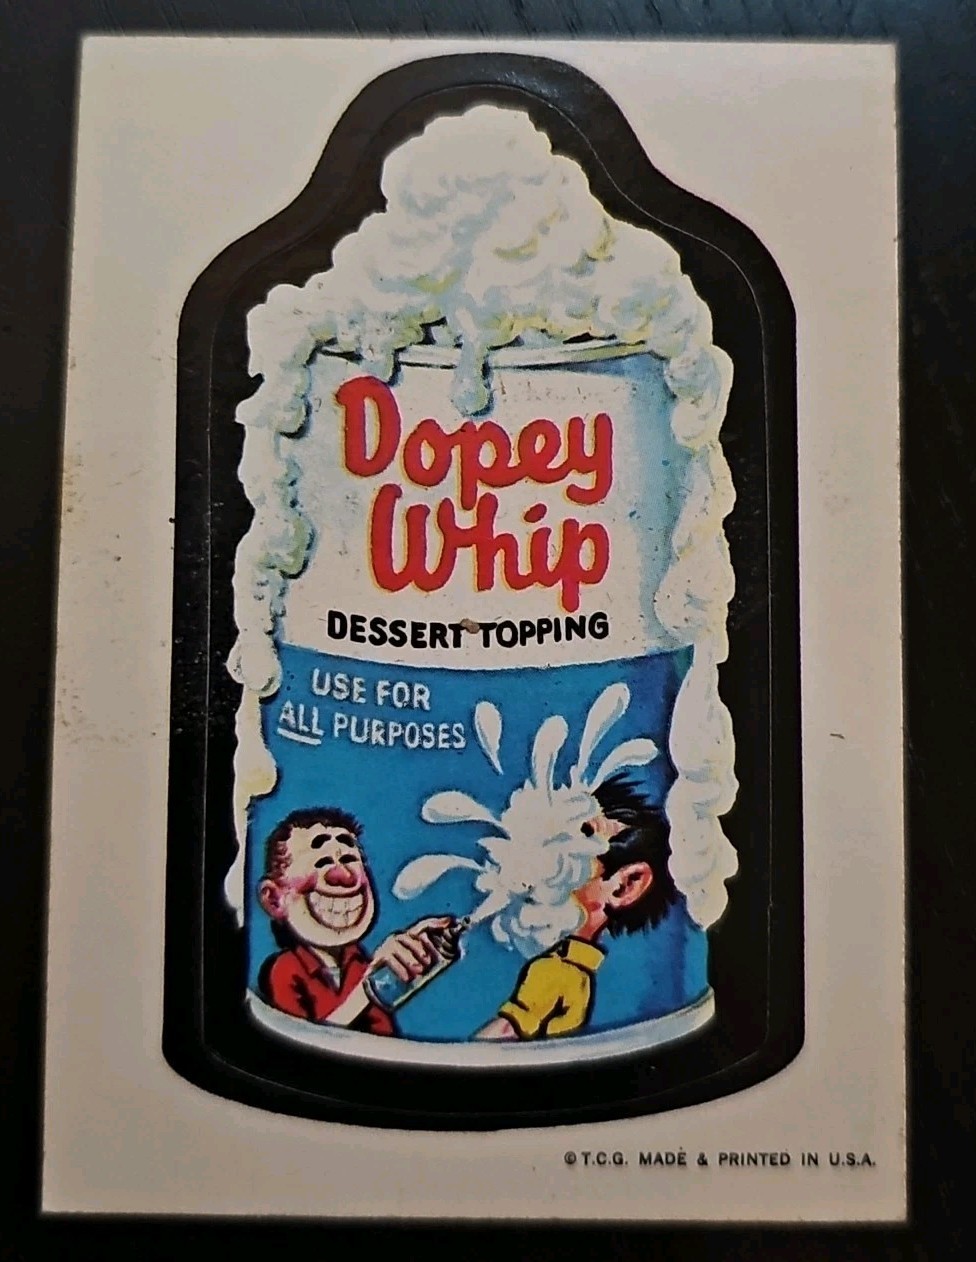 Dopey
Whip
DESSERT TOPPING
USE FOR
ALL PURPOSES
© T.C.G. MADE & PRINTED IN U.S.A.